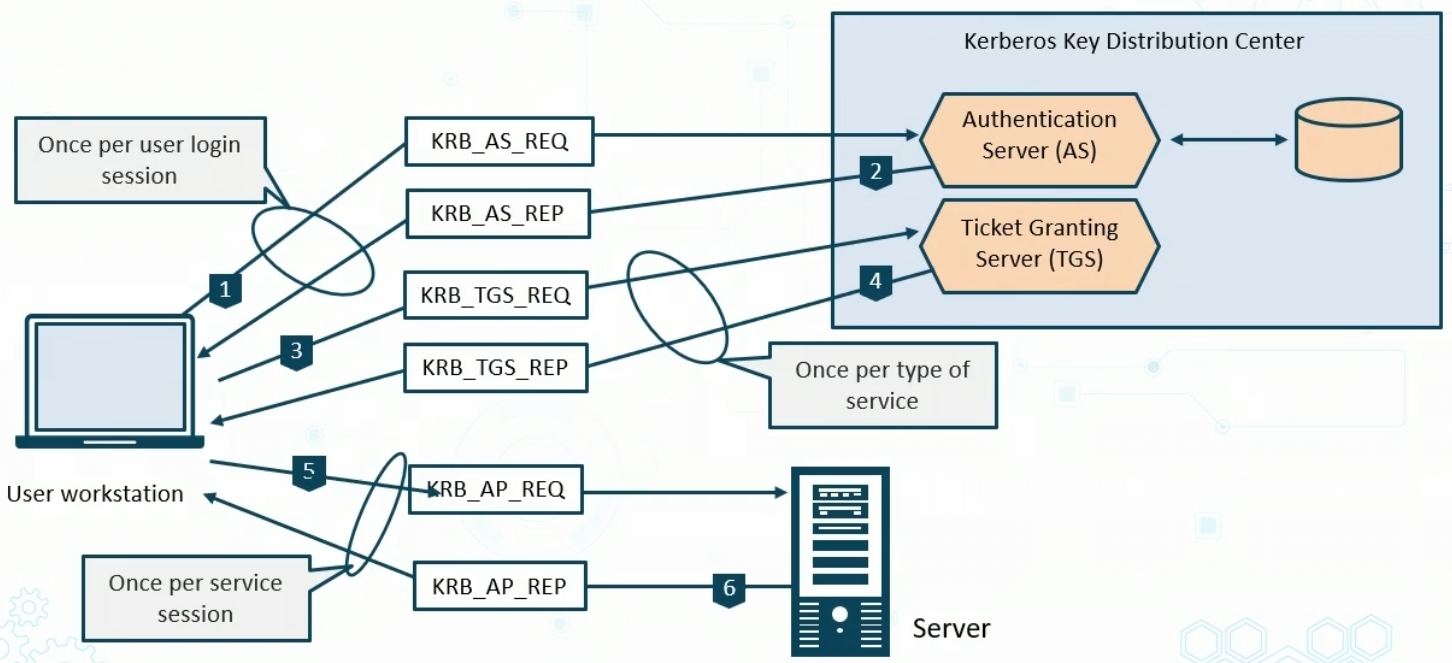 Kerberos Key Distribution Center
Once per user login
session
KRB_AS_REQ
Authentication
Server (AS)
2
KRB_AS_REP
Ticket Granting
Server (TGS)
1
KRB_TGS_REQ
4
3
KRB_TGS_REP
Once per type of
service
5
KRB_AP_REQ
User workstation
Once per service
session
KRB_AP_REP
6
Server